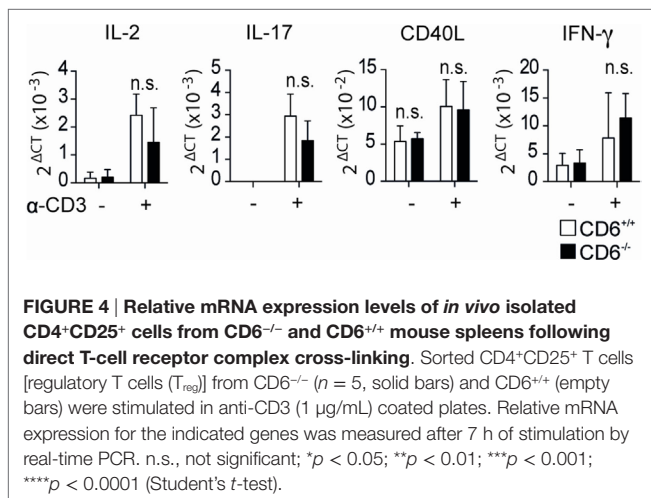 IL-2 IL-17 CD40L IFN-γ
2^ΔCT (x10⁻³) 2^ΔCT (x10⁻³) 2^ΔCT (x10⁻²) 2^ΔCT (x10⁻³)
4 5 15 20
3 4 10 15
2 3 5 10
1 2 0 5
0 1 0
0
n.s. n.s. n.s. n.s. n.s.
α-CD3 - + - + - + - +
CD6⁺/⁺
CD6⁻/⁻
FIGURE 4 | Relative mRNA expression levels of in vivo isolated
CD4⁺CD25⁺ cells from CD6⁻/⁻ and CD6⁺/⁺ mouse spleens following
direct T-cell receptor complex cross-linking. Sorted CD4⁺CD25⁺ T cells
[regulatory T cells (Treg)] from CD6⁻/⁻ (n = 5, solid bars) and CD6⁺/⁺ (empty
bars) were stimulated in anti-CD3 (1 μg/mL) coated plates. Relative mRNA
expression for the indicated genes was measured after 7 h of stimulation by
real-time PCR. n.s., not significant; *p < 0.05; **p < 0.01; ***p < 0.001;
****p < 0.0001 (Student's t-test).